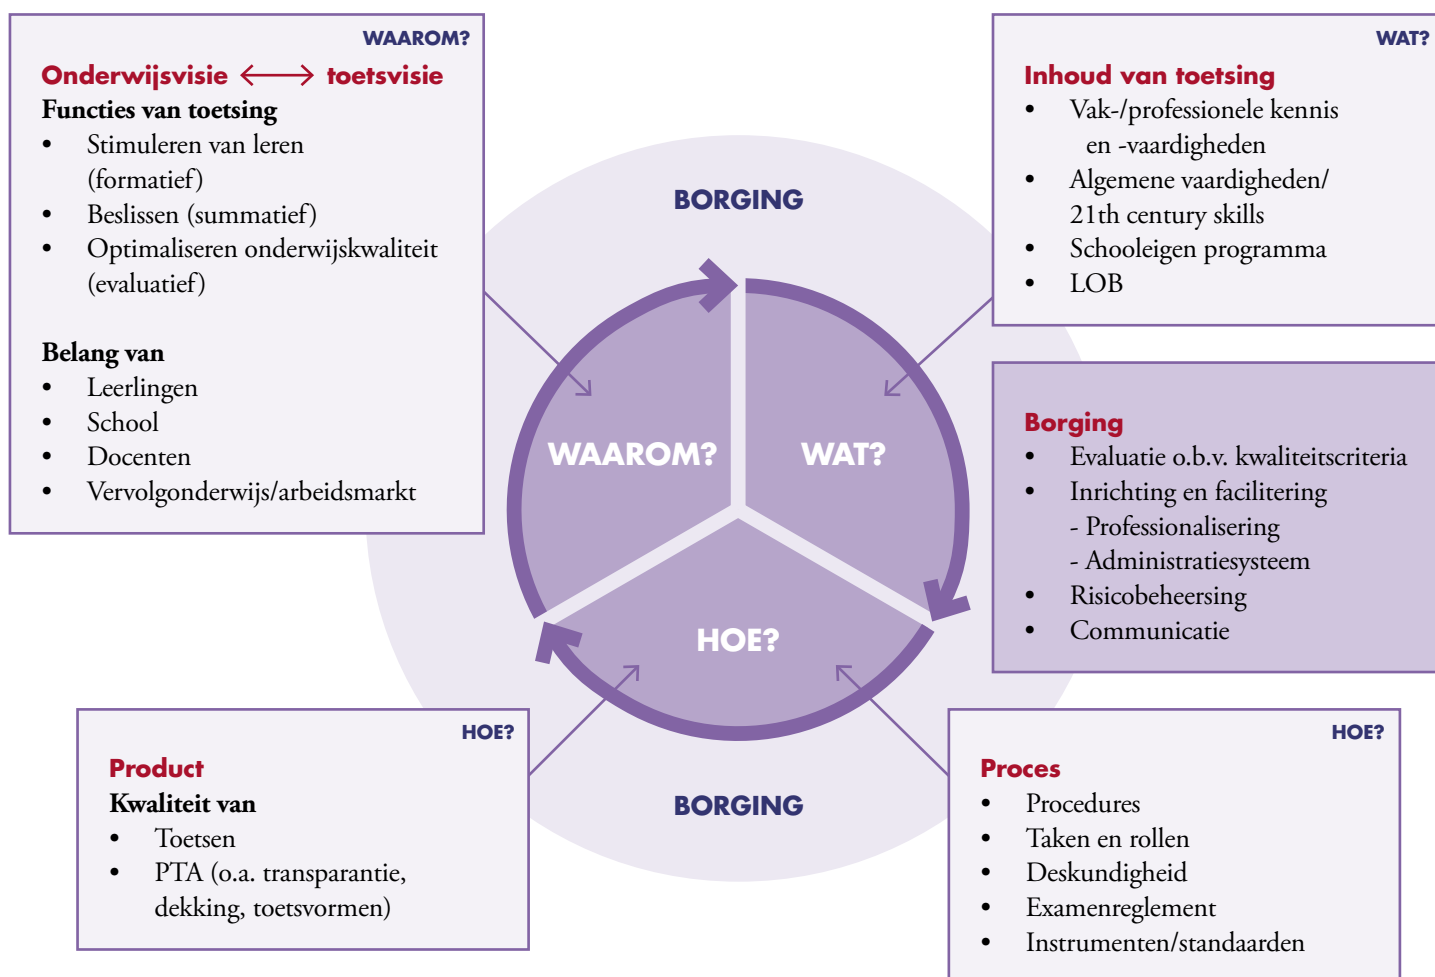 WAAROM?
Onderwijsvisie ⟷ toetsvisie
Functies van toetsing
• Stimuleren van leren
(formatief)
• Beslissen (summatief)
• Optimaliseren onderwijskwaliteit
(evaluatief)
Belang van
• Leerlingen
• School
• Docenten
• Vervolgonderwijs/arbeidsmarkt
WAT?
Inhoud van toetsing
• Vak-/professionele kennis
en -vaardigheden
• Algemene vaardigheden/
21th century skills
• Schooleigen programma
• LOB
BORGING
WAAROM?
WAT?
HOE?
BORGING
Borging
• Evaluatie o.b.v. kwaliteitscriteria
• Inrichting en facilitering
- Professionalisering
- Administratiesysteem
• Risicobeheersing
• Communicatie
HOE?
Product
Kwaliteit van
• Toetsen
• PTA (o.a. transparantie,
dekking, toetsvormen)
HOE?
Proces
• Procedures
• Taken en rollen
• Deskundigheid
• Examenreglement
• Instrumenten/standaarden